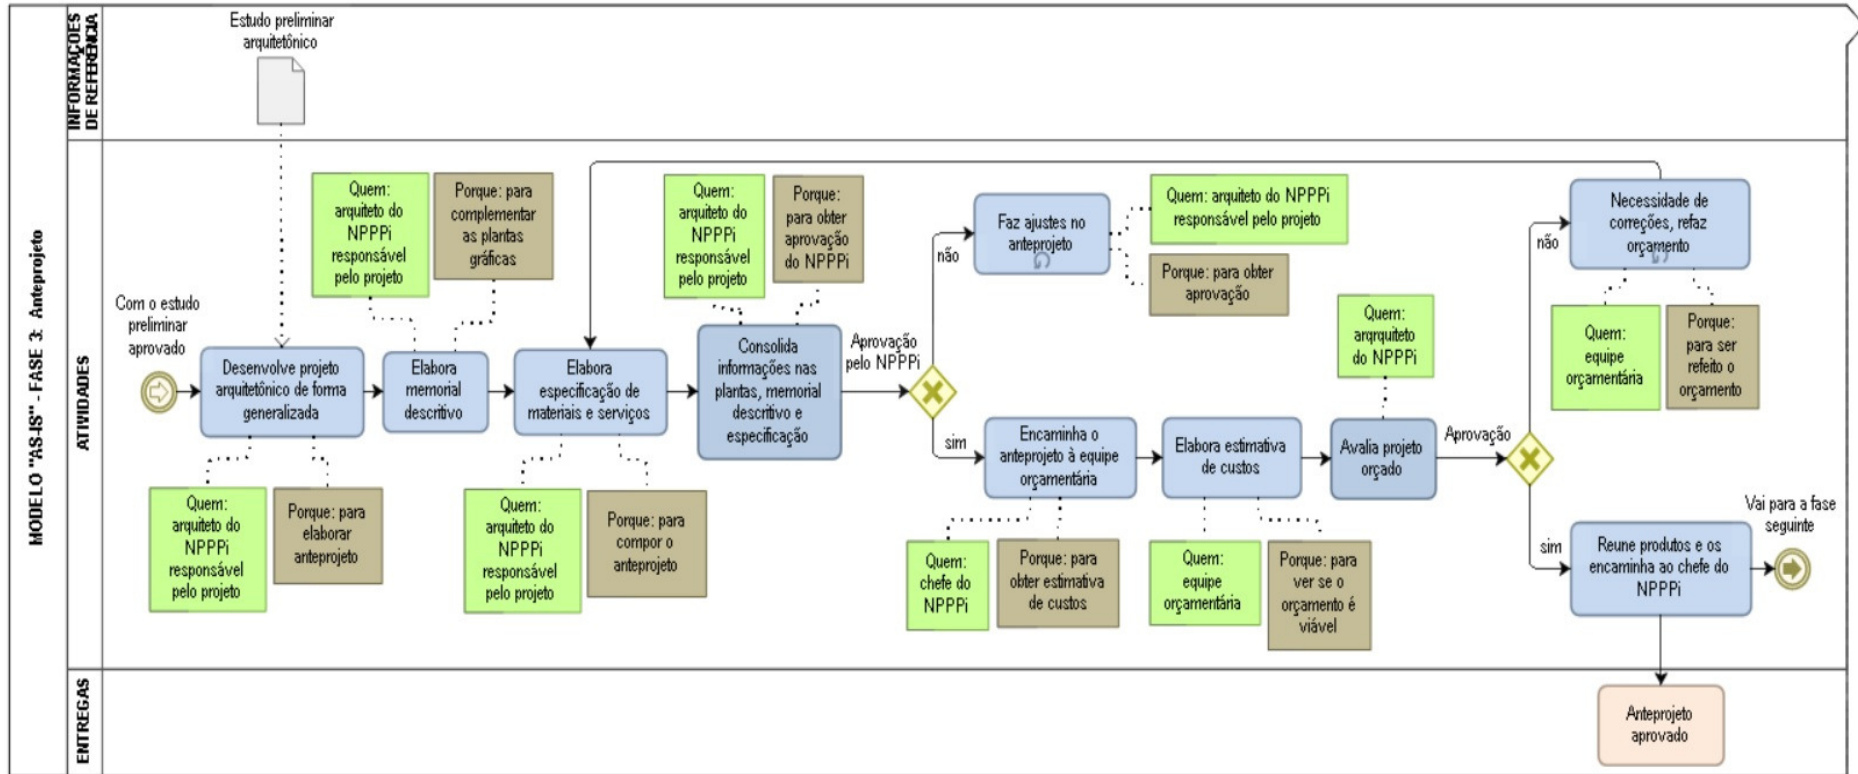 MODELO "AS-IS" - FASE 3: Anteprojeto
INFORMAÇÕES
DE REFERÊNCIA
Estudo preliminar
arquitetônico
ATIVIDADES
Com o estudo
preliminar
aprovado
Desenvolve projeto
arquitetônico de forma
generalizada
Quem:
arquiteto do
NPPPi
responsável
pelo projeto
Porque: para
elaborar
anteprojeto
Quem:
arquiteto do
NPPPi
responsável
pelo projeto
Porque: para
complementar
as plantas
gráficas
Elabora
memorial
descritivo
Elabora
especificação de
materiais e serviços
Quem:
arquiteto do
NPPPi
responsável
pelo projeto
Porque: para
compor o
anteprojeto
Quem:
arquiteto do
NPPPi
responsável
pelo projeto
Porque:
para obter
aprovação
do NPPPi
Consolida
informações nas
plantas, memorial
descritivo e
especificação
Aprovação
pelo NPPPi
não
Faz ajustes no
anteprojeto
Quem: arquiteto do NPPPi
responsável pelo projeto
Porque: para obter
aprovação
sim
Encaminha o
anteprojeto à equipe
orçamentária
Quem:
chefe do
NPPPi
Porque: para
obter estimativa
de custos
Elabora estimativa
de custos
Quem:
equipe
orçamentária
Porque: para
ver se o
orçamento é
viável
Quem:
arqrquiteto
do NPPPi
Avalia projeto
orçado
Aprovação
não
Necessidade de
correções, refaz
orçamento
Quem:
equipe
orçamentária
Porque:
para ser
refeito o
orçamento
sim
Reune produtos e os
encaminha ao chefe do
NPPPi
Vai para a fase
seguinte
ENTREGAS
Anteprojeto
aprovado